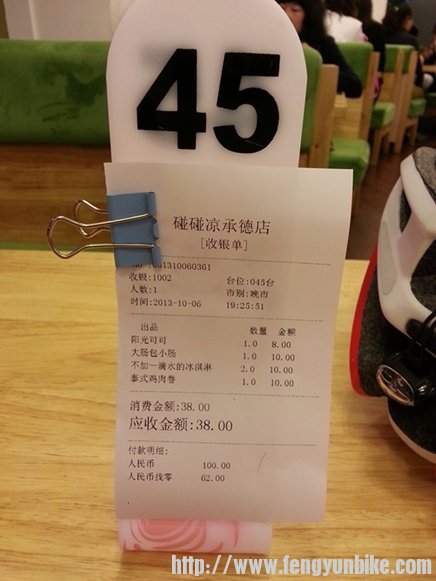 45
碰碰凉承德店
[收银单]
NO :001310060361
收银:1002 台位:045台
人数:1 市别:晚市
时间:2013-10-06 19:25:51
出品 数量 金额
阳光可可 1.0 8.00
大肠包小肠 1.0 10.00
不加一滴水的冰淇淋 2.0 10.00
泰式鸡肉卷 1.0 10.00
消费金额:38.00
应收金额:38.00
付款明细:
人民币 100.00
人民币找零 62.00
http://www.fengyunbike.com